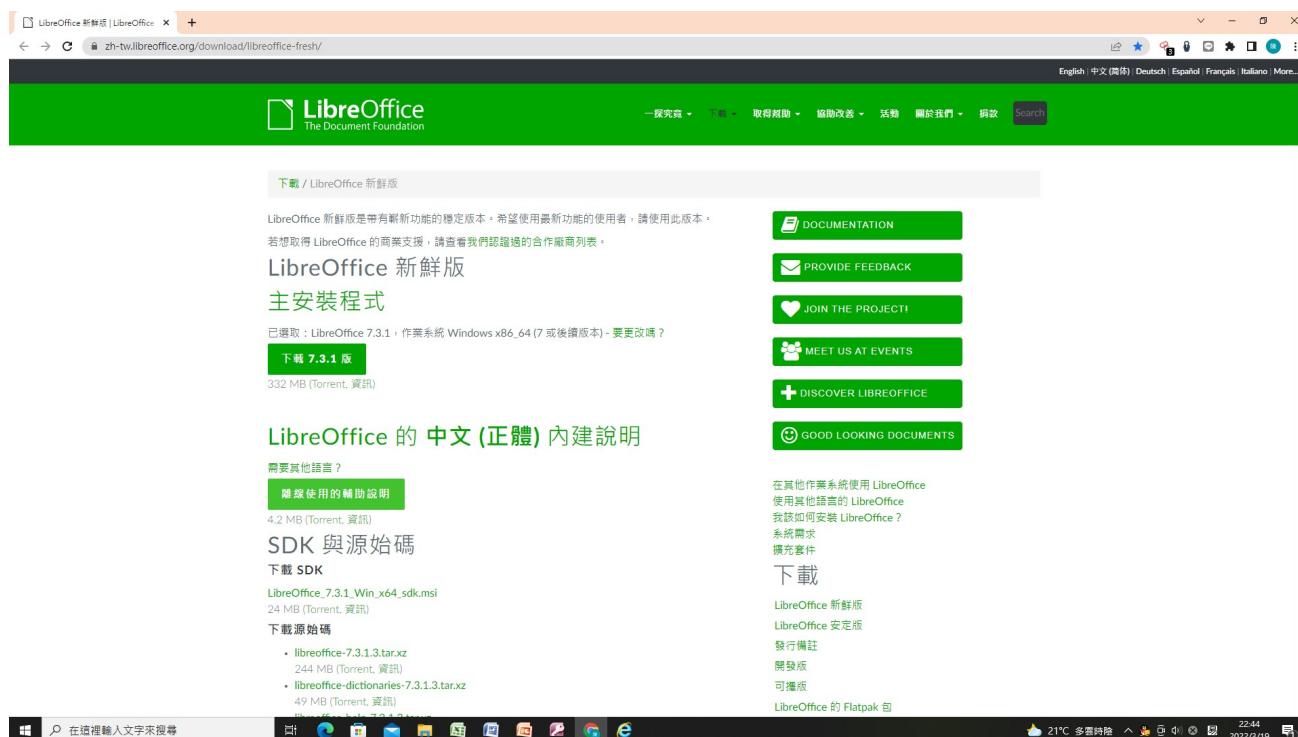 LibreOffice 新鮮版 | LibreOffice
zh-tw.libreoffice.org/download/libreoffice-fresh/
English | 中文 (简体) | Deutsch | Español | Français | Italiano | More...
LibreOffice
The Document Foundation
一探究竟 下載 取得幫助 協助改善 活動 關於我們 捐款 Search
下載 / LibreOffice 新鮮版
LibreOffice 新鮮版是帶有嶄新功能的穩定版本。希望使用最新功能的使用者，請使用此版本。
若想取得 LibreOffice 的商業支援，請查看我們認證過的合作廠商列表。
LibreOffice 新鮮版
主安裝程式
已選取：LibreOffice 7.3.1，作業系統 Windows x86_64 (7 或後續版本) - 要更改嗎？
下載 7.3.1 版
332 MB (Torrent, 資訊)
LibreOffice 的 中文 (正體) 內建說明
需要其他語言？
離線使用的輔助說明
4.2 MB (Torrent, 資訊)
SDK 與源始碼
下載 SDK
LibreOffice_7.3.1_Win_x64_sdk.msi
24 MB (Torrent, 資訊)
下載源始碼
• libreoffice-7.3.1.3.tar.xz
244 MB (Torrent, 資訊)
• libreoffice-dictionaries-7.3.1.3.tar.xz
49 MB (Torrent, 資訊)
DOCUMENTATION
PROVIDE FEEDBACK
JOIN THE PROJECT!
MEET US AT EVENTS
DISCOVER LIBREOFFICE
GOOD LOOKING DOCUMENTS
在其他作業系統使用 LibreOffice
使用其他語言的 LibreOffice
我該如何安裝 LibreOffice？
系統需求
擴充套件
下載
LibreOffice 新鮮版
LibreOffice 安定版
發行備註
開發版
可攜版
LibreOffice 的 Flatpak 包
在這裡輸入文字來搜尋
21°C 多雲時陰
22:44